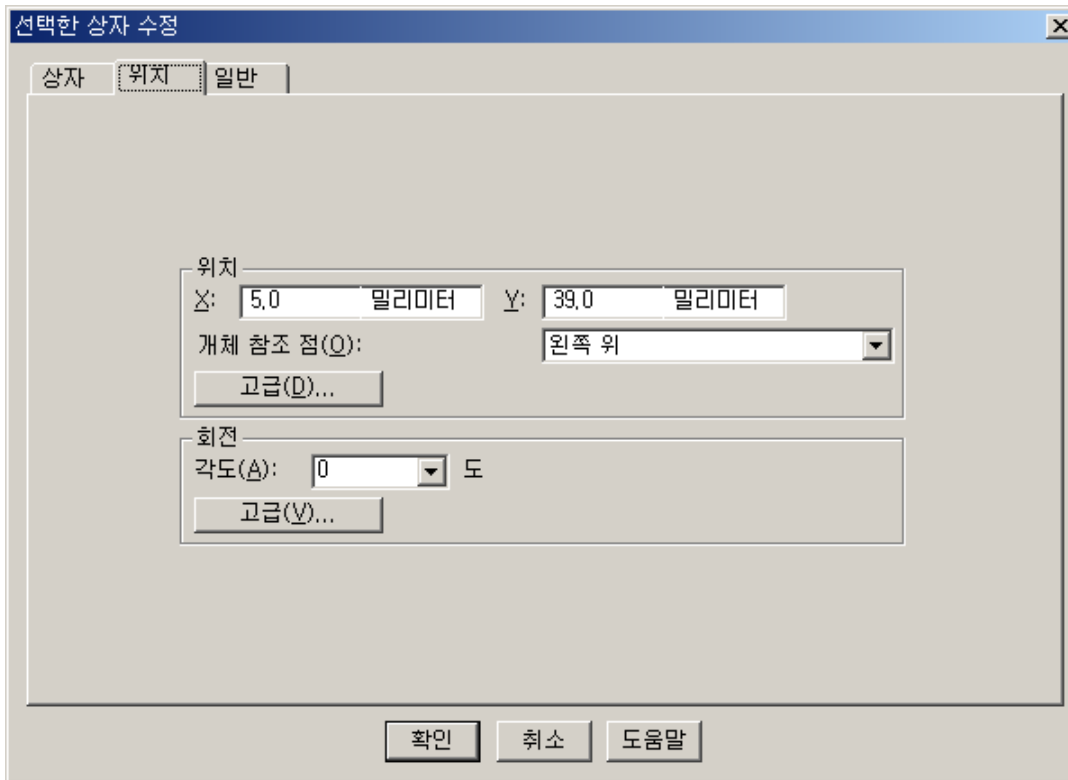 선택한 상자 수정
상자 위치 일반
위치
X: 5,0 밀리미터 Y: 39,0 밀리미터
개체 참조 점(O): 왼쪽 위
고급(D)...
회전
각도(A): 0 도
고급(V)...
확인 취소 도움말